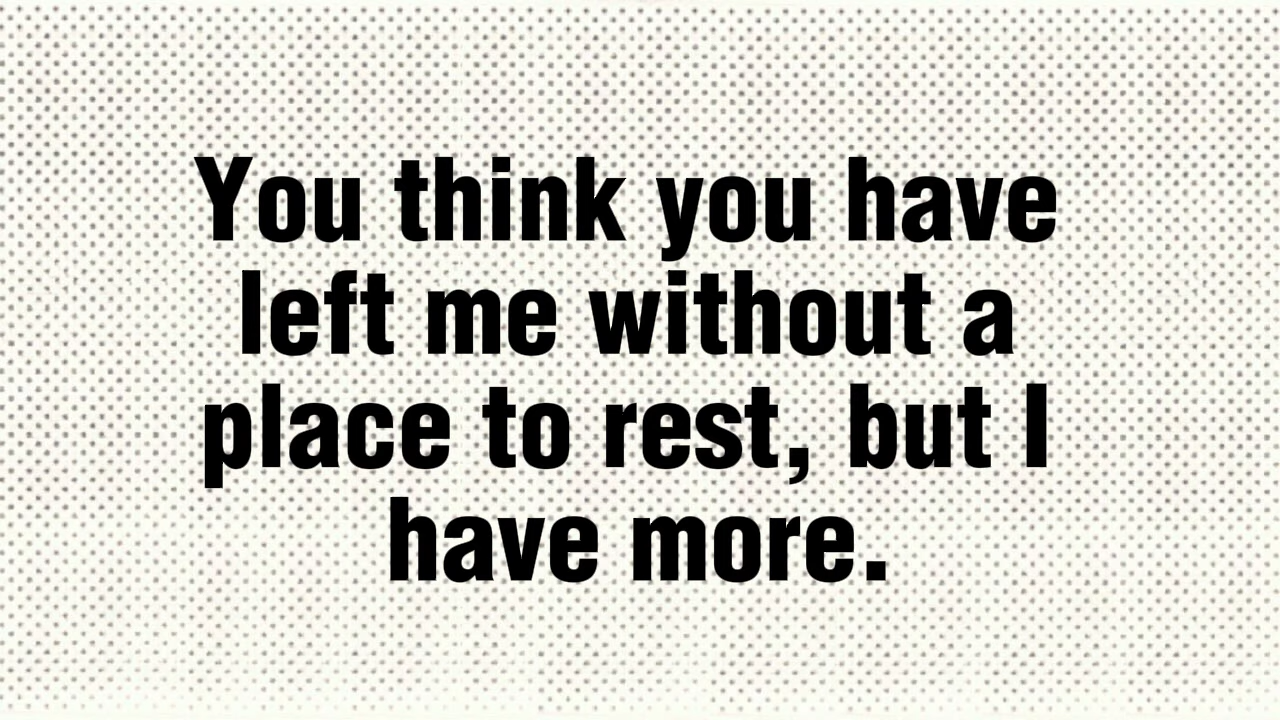 You think you have
left me without a
place to rest, but I
have more.